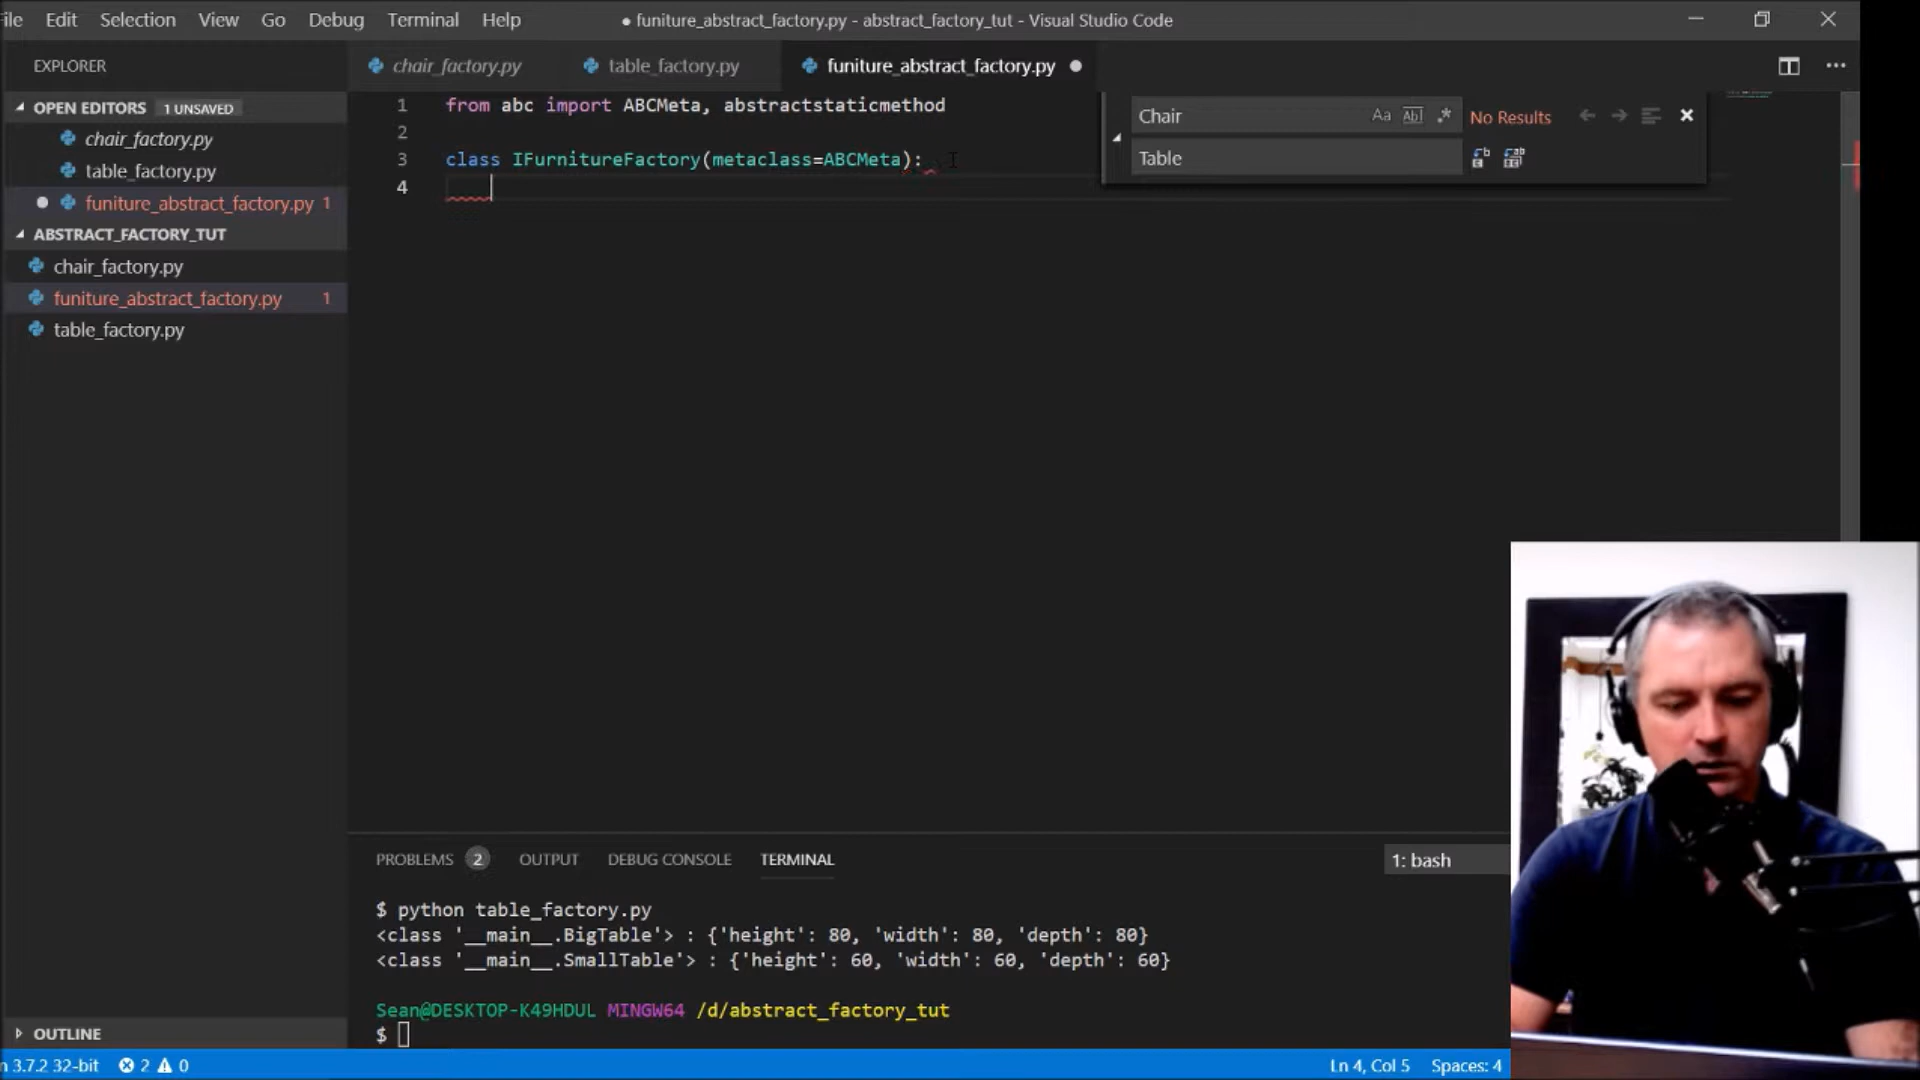 ile Edit Selection View Go Debug Terminal Help
● funiture_abstract_factory.py - abstract_factory_tut - Visual Studio Code
EXPLORER
chair_factory.py table_factory.py funiture_abstract_factory.py
OPEN EDITORS 1 UNSAVED
chair_factory.py
table_factory.py
funiture_abstract_factory.py 1
ABSTRACT_FACTORY_TUT
chair_factory.py
funiture_abstract_factory.py 1
table_factory.py
OUTLINE
1 from abc import ABCMeta, abstractstaticmethod
2
3 class IFurnitureFactory(metaclass=ABCMeta):
4
Chair Aa Abl .* No Results
Table
PROBLEMS 2 OUTPUT DEBUG CONSOLE TERMINAL 1: bash
$ python table_factory.py
<class '__main__.BigTable'> : {'height': 80, 'width': 80, 'depth': 80}
<class '__main__.SmallTable'> : {'height': 60, 'width': 60, 'depth': 60}
Sean@DESKTOP-K49HDUL MINGW64 /d/abstract_factory_tut
$
n 3.7.2 32-bit 2 0 Ln 4, Col 5 Spaces: 4